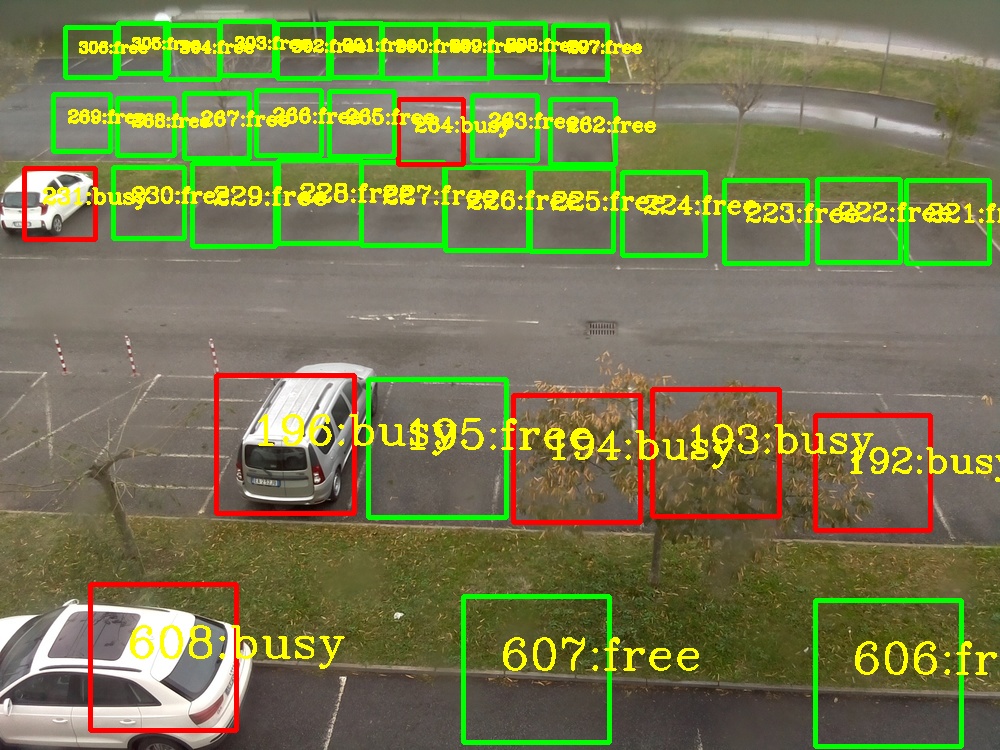 306:free 305:free 304:free 303:free 302:free 301:free 300:free 299:free 298:free 297:free
269:free 268:free 267:free 266:free 265:free 264:busy 263:free 262:free
231:busy 230:free 229:free 228:free 227:free 226:free 225:free 224:free 223:free 222:free 221:f
196:busy 195:free 194:busy 193:busy 192:busy
608:busy 607:free 606:fr